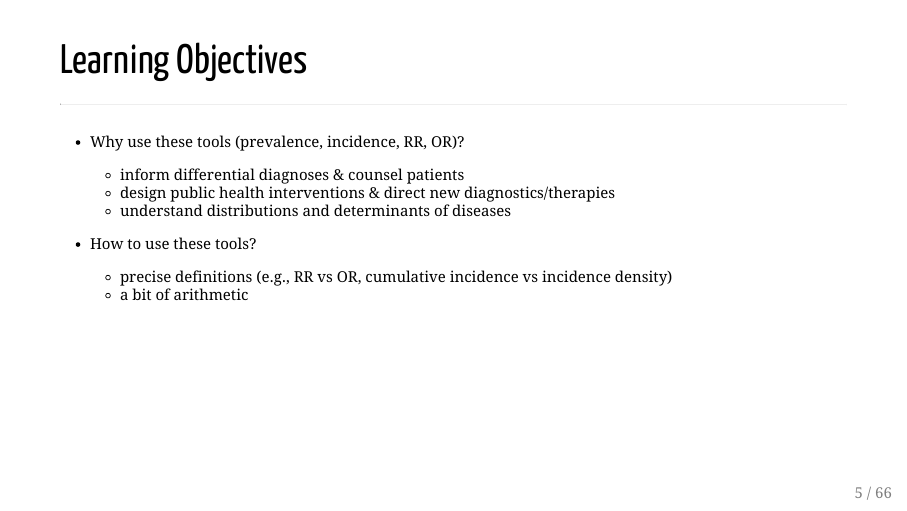 Learning Objectives
• Why use these tools (prevalence, incidence, RR, OR)?
◦ inform differential diagnoses & counsel patients
◦ design public health interventions & direct new diagnostics/therapies
◦ understand distributions and determinants of diseases
• How to use these tools?
◦ precise definitions (e.g., RR vs OR, cumulative incidence vs incidence density)
◦ a bit of arithmetic
5 / 66